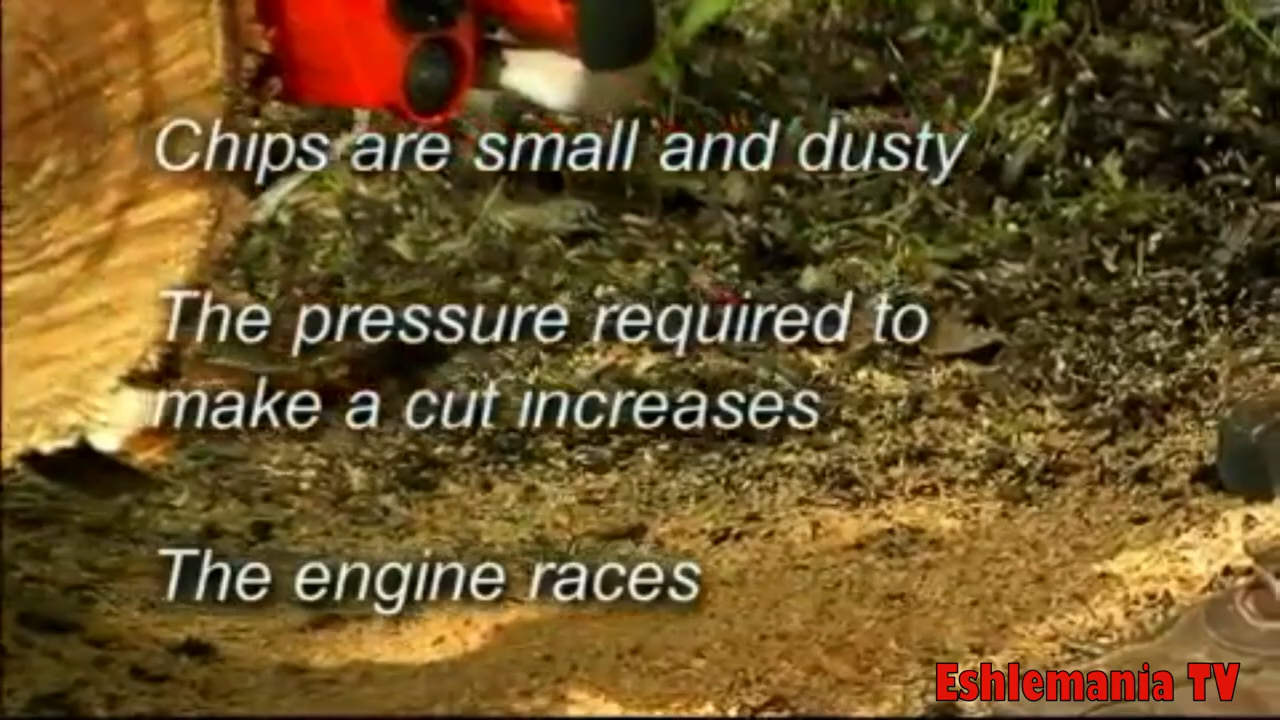 Chips are small and dusty
The pressure required to
make a cut increases
The engine races
Eshlemania TV